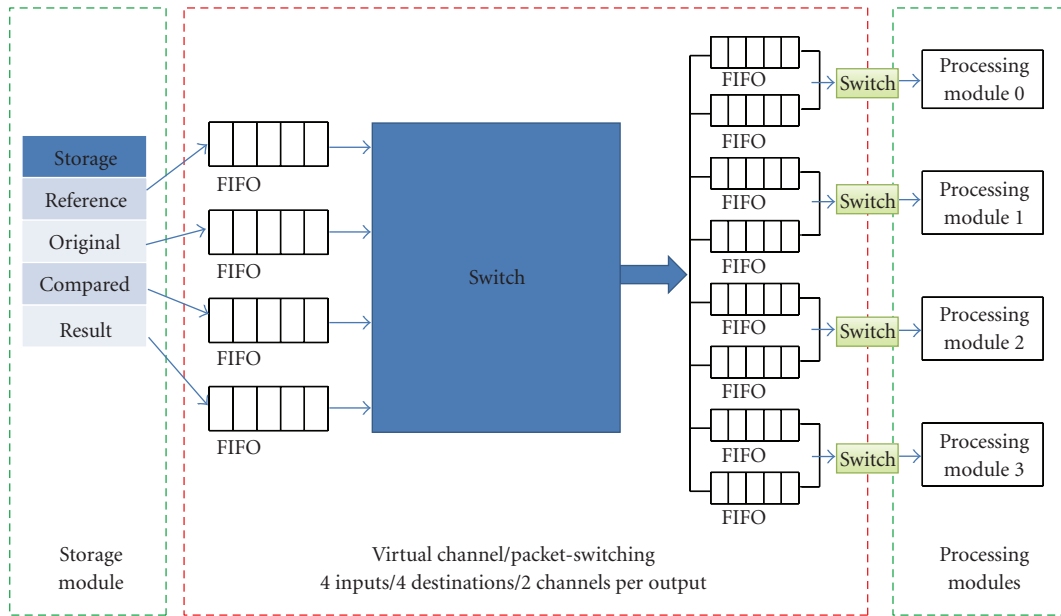 Storage
Reference
Original
Compared
Result
Storage
module
FIFO
FIFO
FIFO
FIFO
Switch
FIFO
FIFO
FIFO
FIFO
FIFO
FIFO
FIFO
FIFO
Virtual channel/packet-switching
4 inputs/4 destinations/2 channels per output
Switch
Switch
Switch
Switch
Processing
module 0
Processing
module 1
Processing
module 2
Processing
module 3
Processing
modules